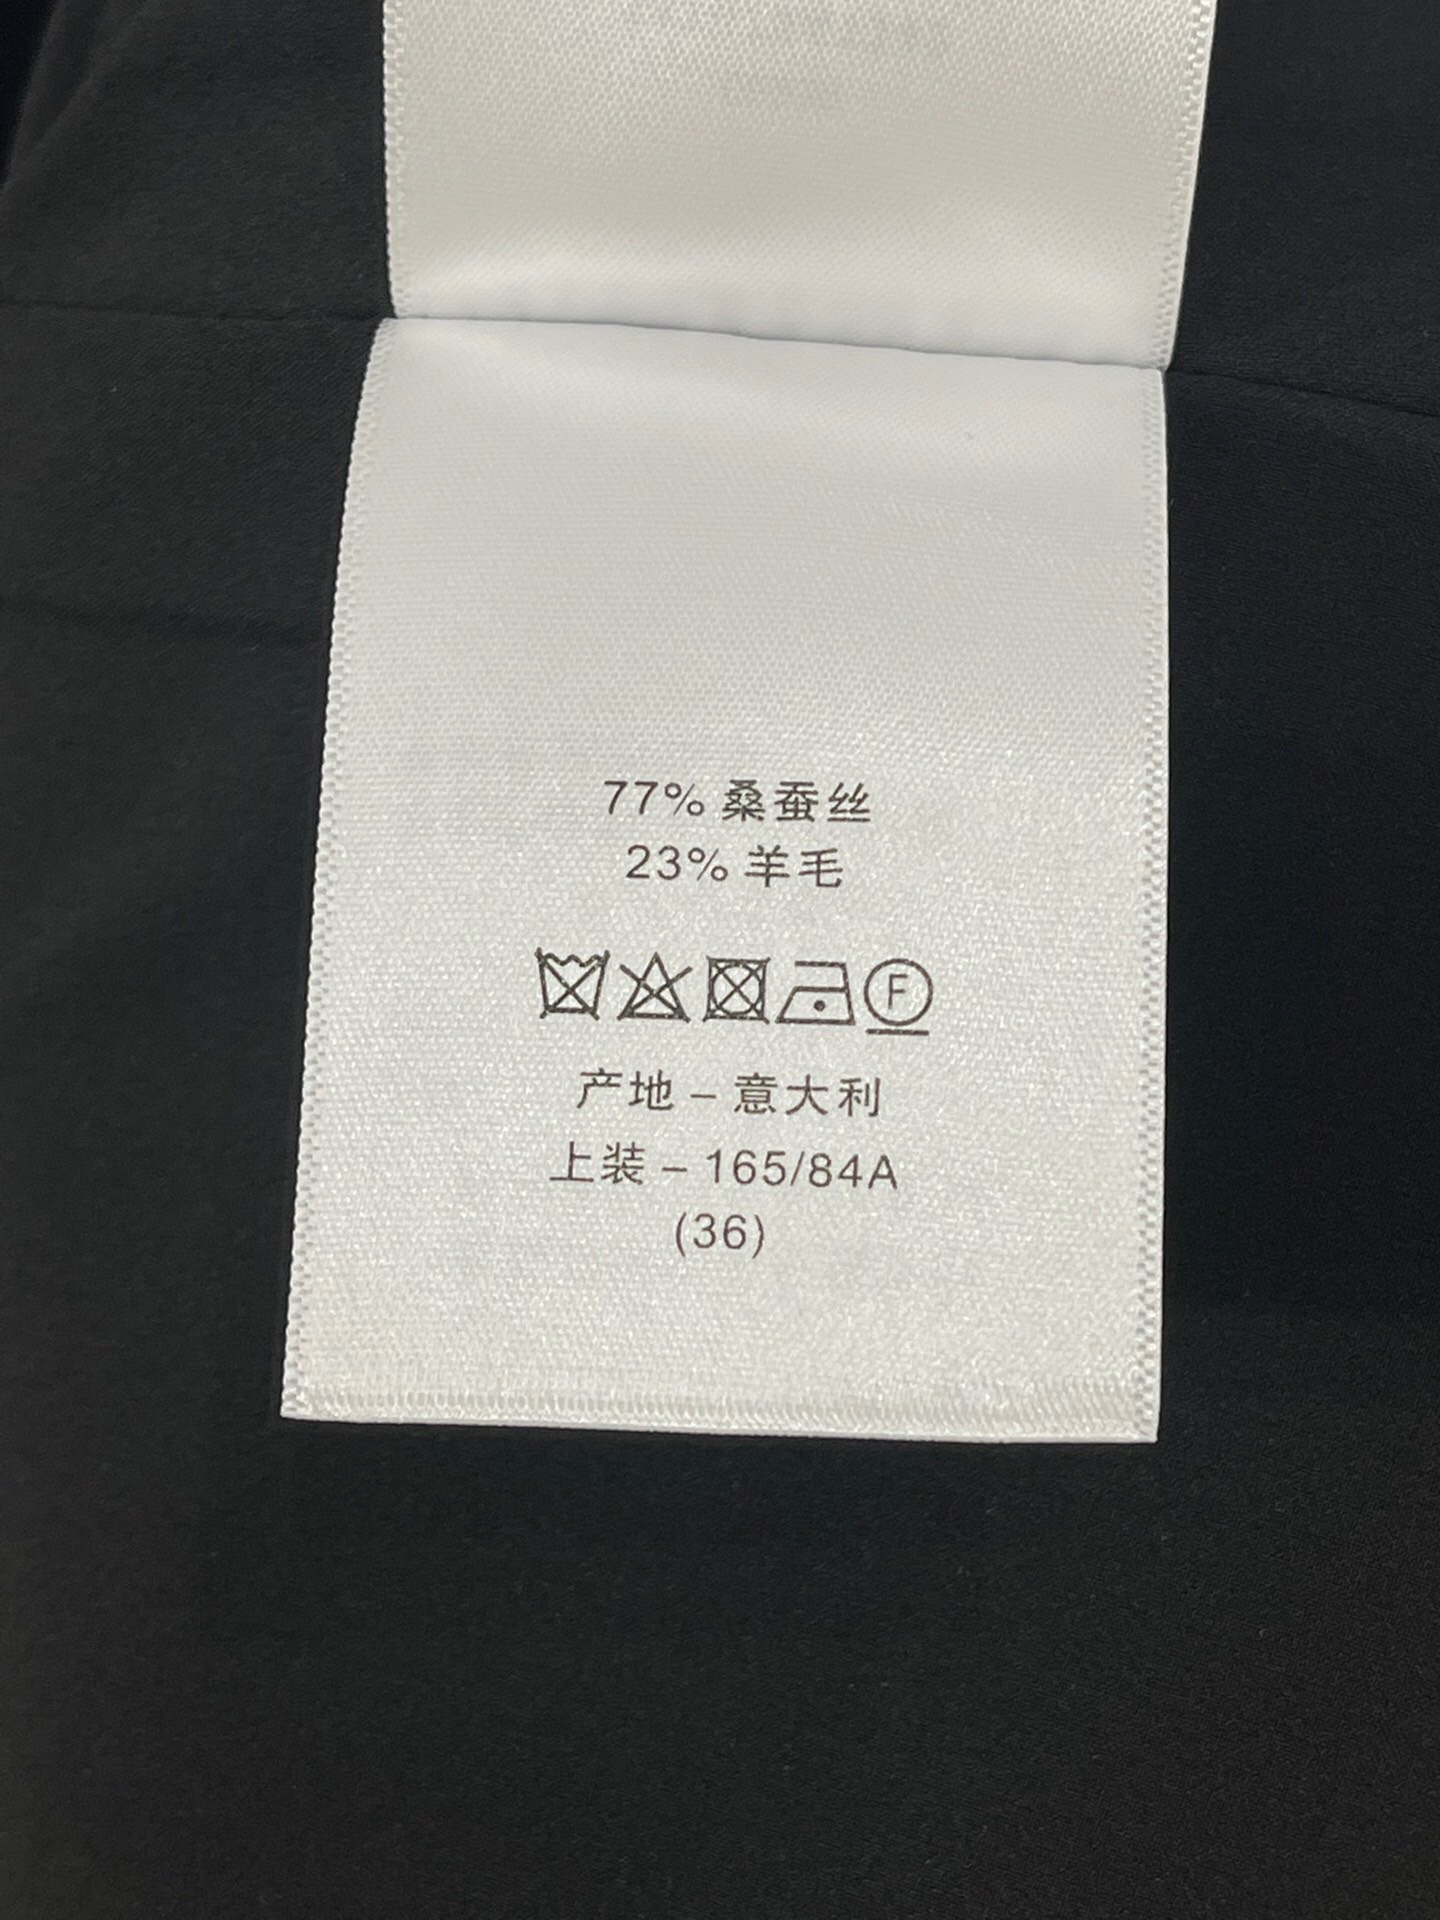 77% 桑蚕丝
23% 羊毛
F
产地 – 意大利
上装 – 165/84A
(36)